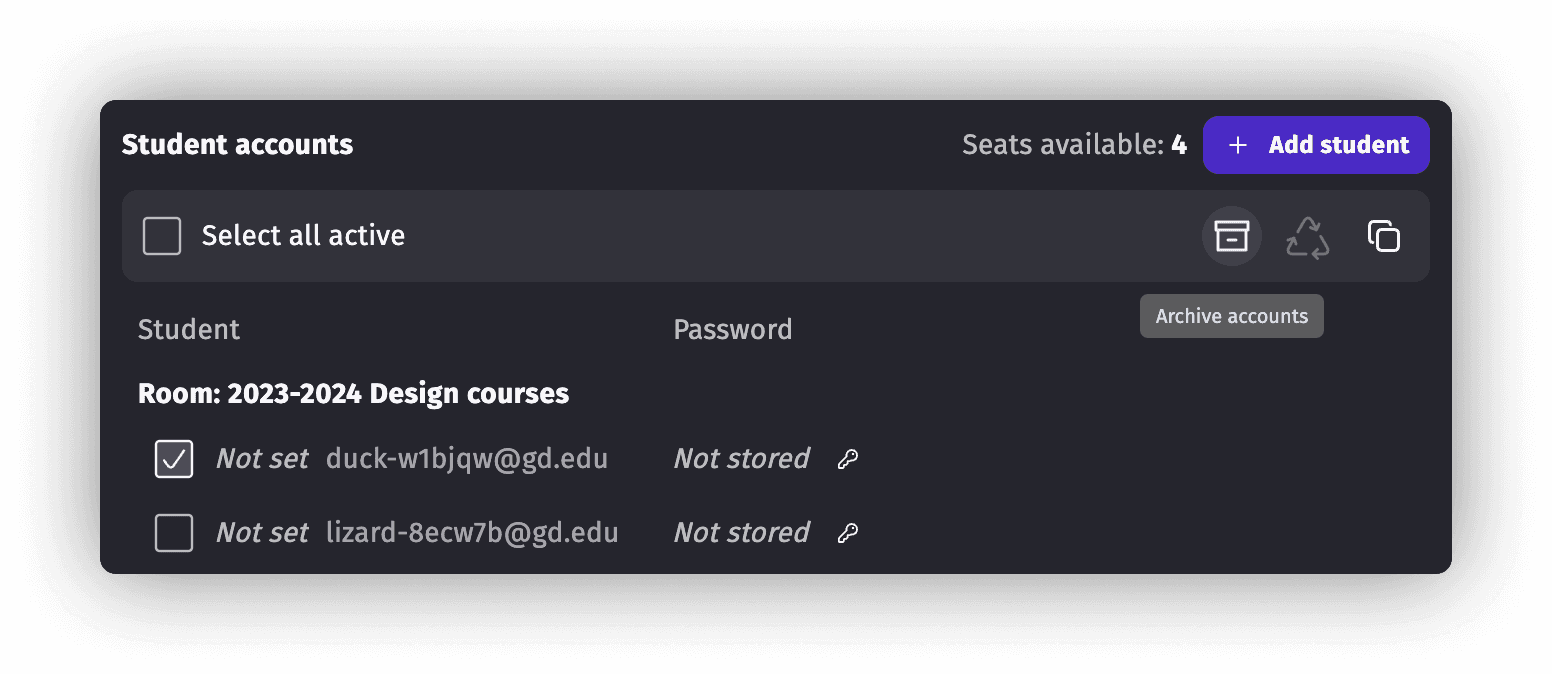 Student accounts
Seats available: 4
+ Add student
Select all active
Archive accounts
Student Password
Room: 2023-2024 Design courses
Not set duck-w1bjqw@gd.edu Not stored
Not set lizard-8ecw7b@gd.edu Not stored